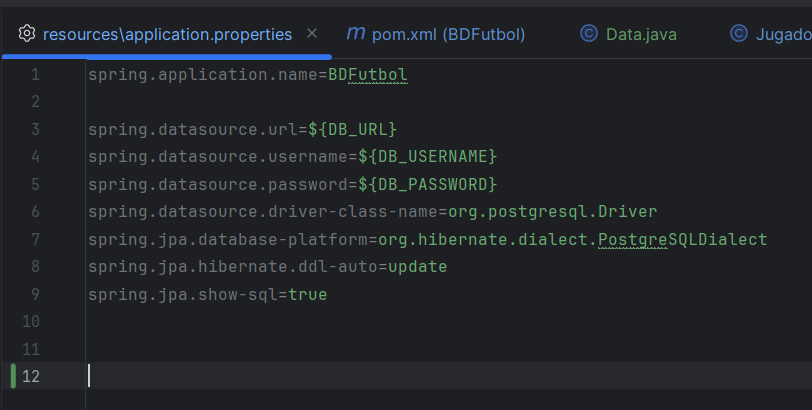 resources\application.properties
pom.xml (BDFutbol)
Data.java
Jugado
1 spring.application.name=BDFutbol
2
3 spring.datasource.url=${DB_URL}
4 spring.datasource.username=${DB_USERNAME}
5 spring.datasource.password=${DB_PASSWORD}
6 spring.datasource.driver-class-name=org.postgresql.Driver
7 spring.jpa.database-platform=org.hibernate.dialect.PostgreSQLDialect
8 spring.jpa.hibernate.ddl-auto=update
9 spring.jpa.show-sql=true
10
11
12